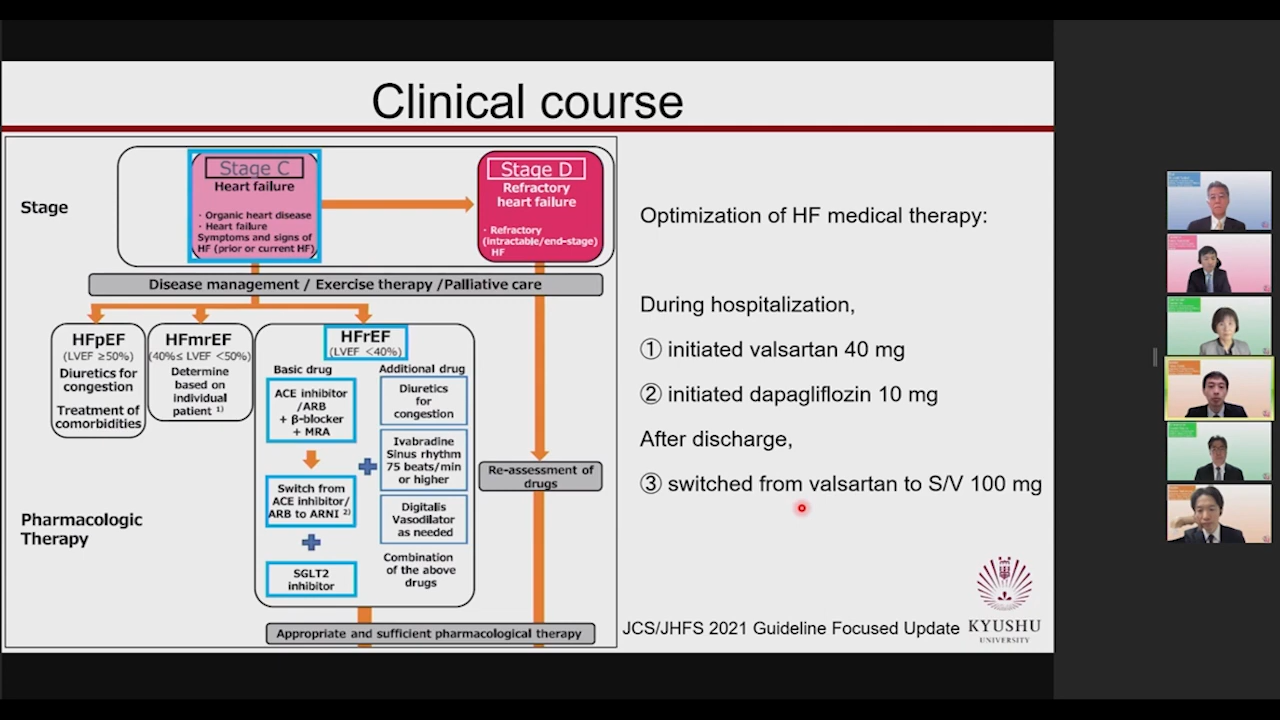 Clinical course
Stage
Stage C
Heart failure
・Organic heart disease
・Heart failure
Symptoms and signs of
HF (prior or current HF)
Stage D
Refractory
heart failure
・Refractory
(intractable/end-stage)
HF
Disease management / Exercise therapy /Palliative care
HFpEF
(LVEF ≥50%)
Diuretics for
congestion
Treatment of
comorbidities
HFmrEF
(40%≤ LVEF <50%)
Determine
based on
individual
patient 1)
HFrEF
(LVEF <40%)
Basic drug
ACE inhibitor
/ARB
+ β-blocker
+ MRA
Switch from
ACE inhibitor/
ARB to ARNI 2)
SGLT2
inhibitor
Additional drug
Diuretics
for
congestion
Ivabradine
Sinus rhythm
75 beats/min
or higher
Digitalis
Vasodilator
as needed
Combination
of the above
drugs
Re-assessment of
drugs
Pharmacologic
Therapy
Appropriate and sufficient pharmacological therapy
Optimization of HF medical therapy:
During hospitalization,
① initiated valsartan 40 mg
② initiated dapagliflozin 10 mg
After discharge,
③ switched from valsartan to S/V 100 mg
JCS/JHFS 2021 Guideline Focused Update
KYUSHU
UNIVERSITY